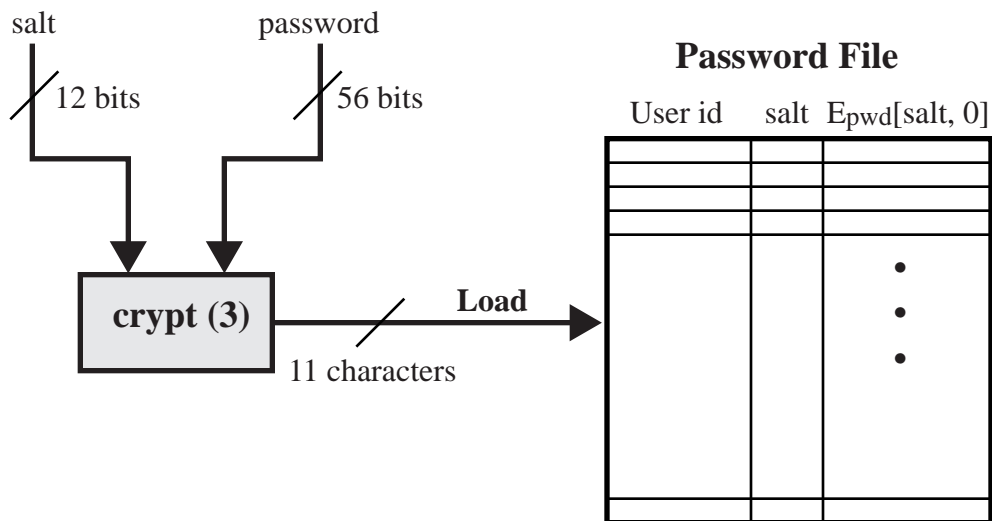 salt
password
12 bits
56 bits
Password File
User id salt Epwd[salt, 0]
crypt (3)
Load
11 characters